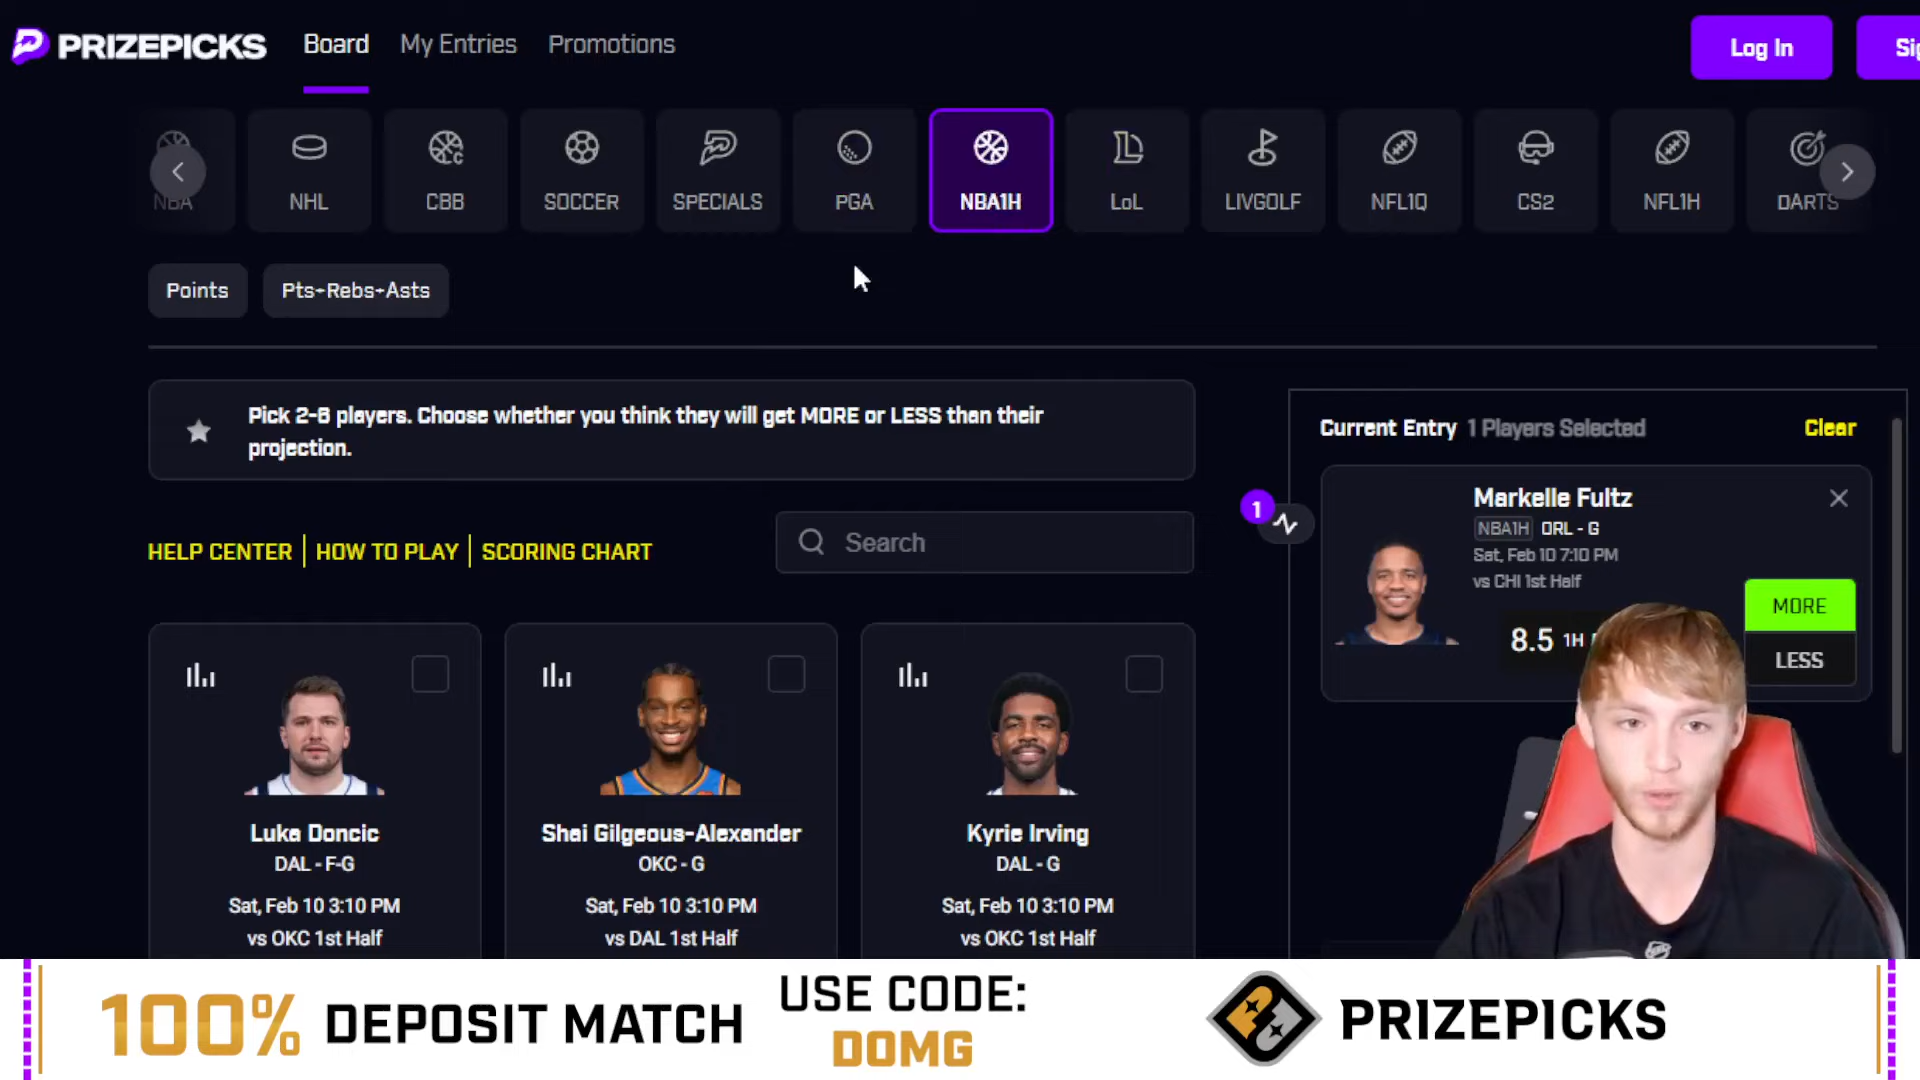 PRIZEPICKS
Board
My Entries
Promotions
Log In
NBA
NHL
CBB
SOCCER
SPECIALS
PGA
NBA1H
LoL
LIVGOLF
NFL1Q
CS2
NFL1H
DARTS
Points
Pts+Rebs+Asts
Pick 2-6 players. Choose whether you think they will get MORE or LESS than their
projection.
HELP CENTER
HOW TO PLAY
SCORING CHART
Search
Current Entry 1 Players Selected
Clear
1
Markelle Fultz
NBA1H ORL - G
Sat, Feb 10 7:10 PM
vs CHI 1st Half
8.5 1H
MORE
LESS
Luka Doncic
DAL - F-G
Sat, Feb 10 3:10 PM
vs OKC 1st Half
Shai Gilgeous-Alexander
OKC - G
Sat, Feb 10 3:10 PM
vs DAL 1st Half
Kyrie Irving
DAL - G
Sat, Feb 10 3:10 PM
vs OKC 1st Half
100% DEPOSIT MATCH
USE CODE:
DOMG
PRIZEPICKS